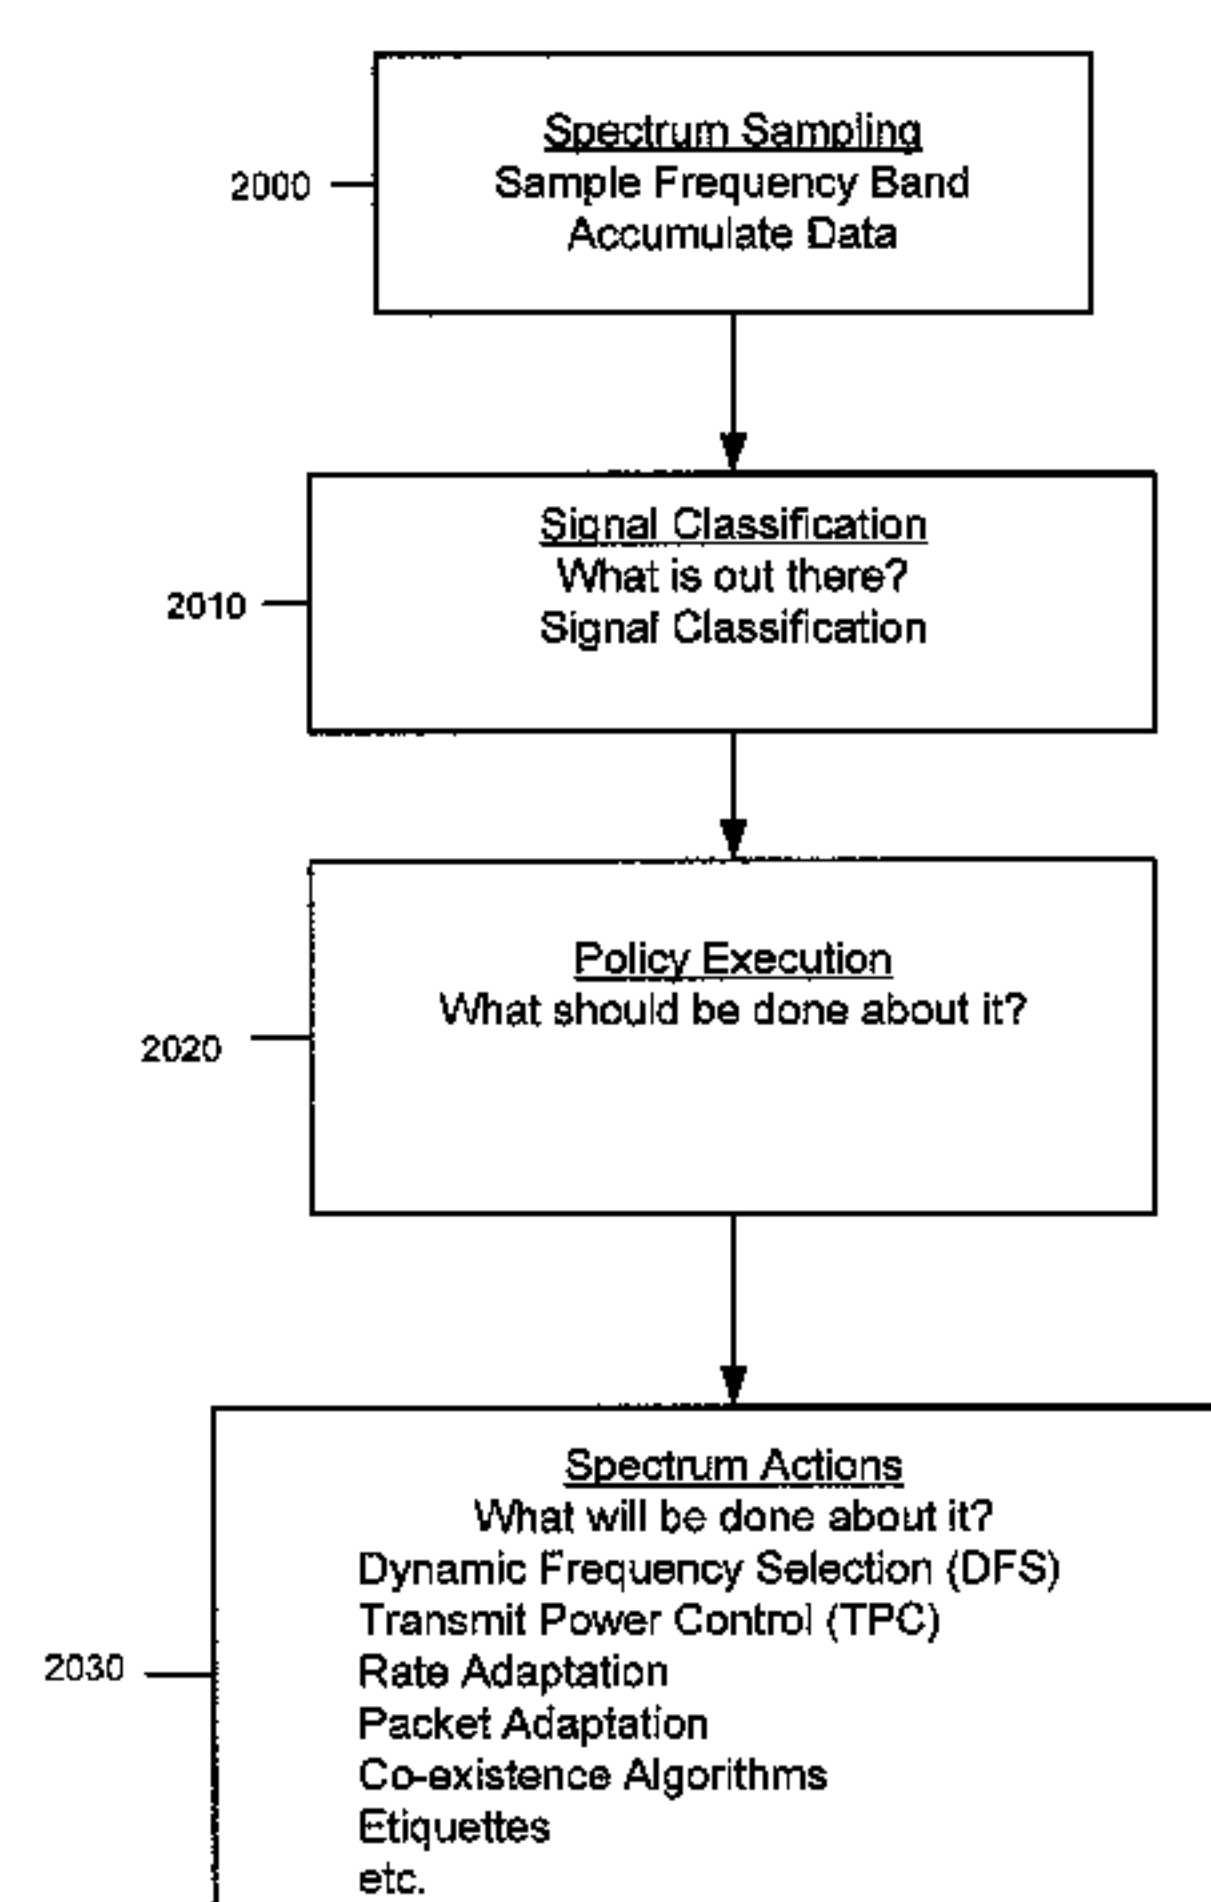 Spectrum Sampling
Sample Frequency Band
Accumulate Data
2000
Signal Classification
What is out there?
Signal Classification
2010
Policy Execution
What should be done about it?
2020
Spectrum Actions
What will be done about it?
Dynamic Frequency Selection (DFS)
Transmit Power Control (TPC)
Rate Adaptation
2030
Packet Adaptation
Co-existence Algorithms
Etiquettes
etc.